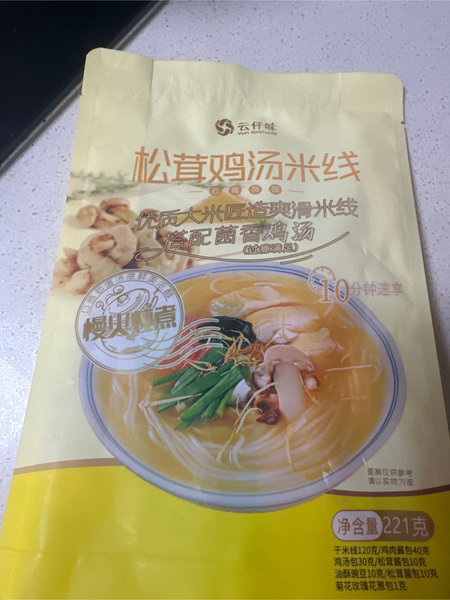 云仟味
松茸鸡汤米线
优质大米匠造爽滑米线
搭配菌香鸡汤
(过瘾满足)
10分钟速享
慢火炖煮
图案仅供参考
请以实物为准
净含量 221克
干米线120克/鸡肉酱包40克
鸡汤包30克/松茸酱包10克
油酥豌豆10克/松茸菌包10克
菊花玫瑰花葱包1克